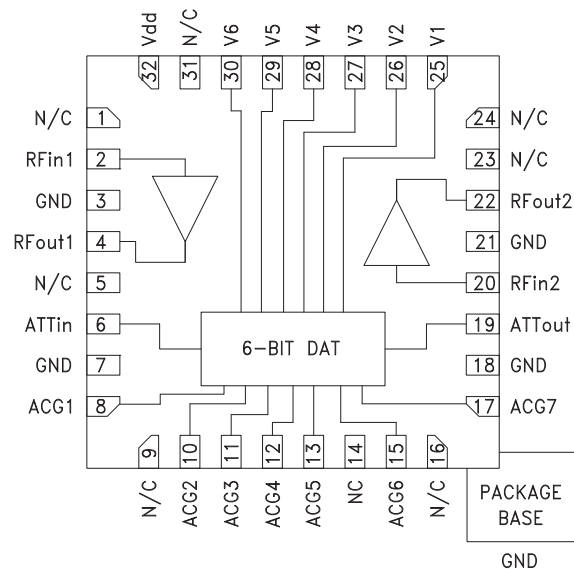 Vdd
N/C
V6
V5
V4
V3
V2
V1
32
31
30
29
28
27
26
25
N/C 1
RFin1 2
GND 3
RFout1 4
N/C 5
ATTin 6
GND 7
ACG1 8
24 N/C
23 N/C
22 RFout2
21 GND
20 RFin2
19 ATTout
18 GND
17 ACG7
6-BIT DAT
9
10
11
12
13
14
15
16
N/C
ACG2
ACG3
ACG4
ACG5
NC
ACG6
N/C
PACKAGE
BASE
GND